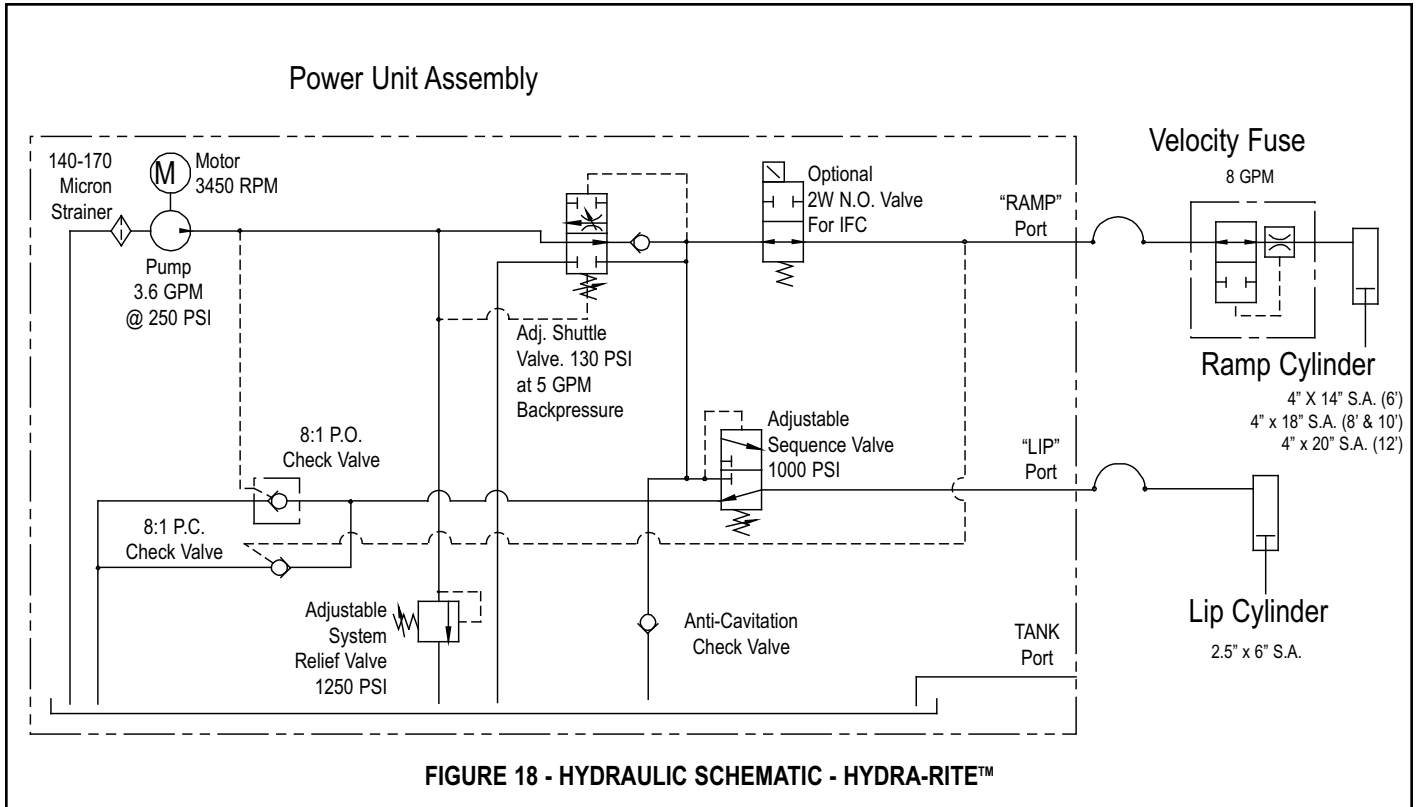 Power Unit Assembly
140-170
Micron
Strainer
M
Motor
3450 RPM
Pump
3.6 GPM
@ 250 PSI
Adj. Shuttle
Valve. 130 PSI
at 5 GPM
Backpressure
Optional
2W N.O. Valve
For IFC
“RAMP”
Port
Velocity Fuse
8 GPM
Ramp Cylinder
4” X 14” S.A. (6’)
4” x 18” S.A. (8’ & 10’)
4” x 20” S.A. (12’)
8:1 P.O.
Check Valve
8:1 P.C.
Check Valve
Adjustable
Sequence Valve
1000 PSI
“LIP”
Port
Adjustable
System
Relief Valve
1250 PSI
Anti-Cavitation
Check Valve
TANK
Port
Lip Cylinder
2.5” x 6” S.A.
FIGURE 18 - HYDRAULIC SCHEMATIC - HYDRA-RITE™